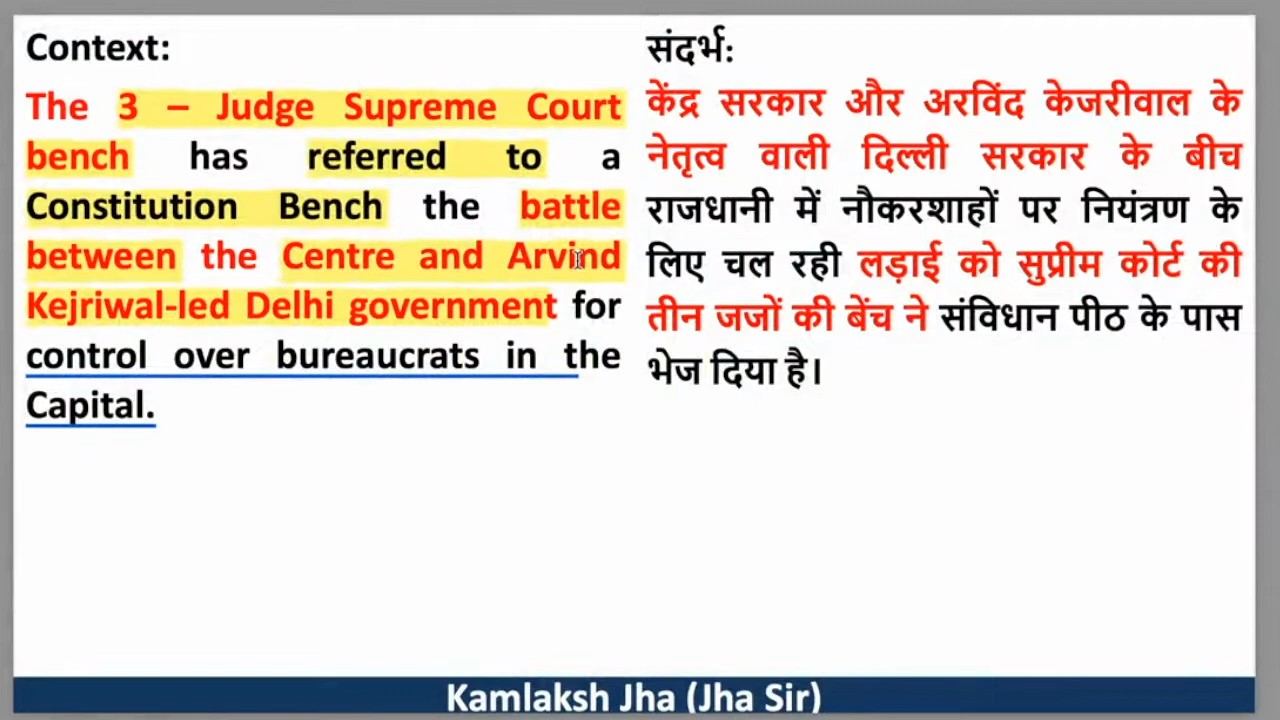 Context:
The 3 – Judge Supreme Court
bench has referred to a
Constitution Bench the battle
between the Centre and Arvind
Kejriwal-led Delhi government for
control over bureaucrats in the
Capital.
संदर्भ:
केंद्र सरकार और अरविंद केजरीवाल के
नेतृत्व वाली दिल्ली सरकार के बीच
राजधानी में नौकरशाहों पर नियंत्रण के
लिए चल रही लड़ाई को सुप्रीम कोर्ट की
तीन जजों की बेंच ने संविधान पीठ के पास
भेज दिया है।
Kamlaksh Jha (Jha Sir)